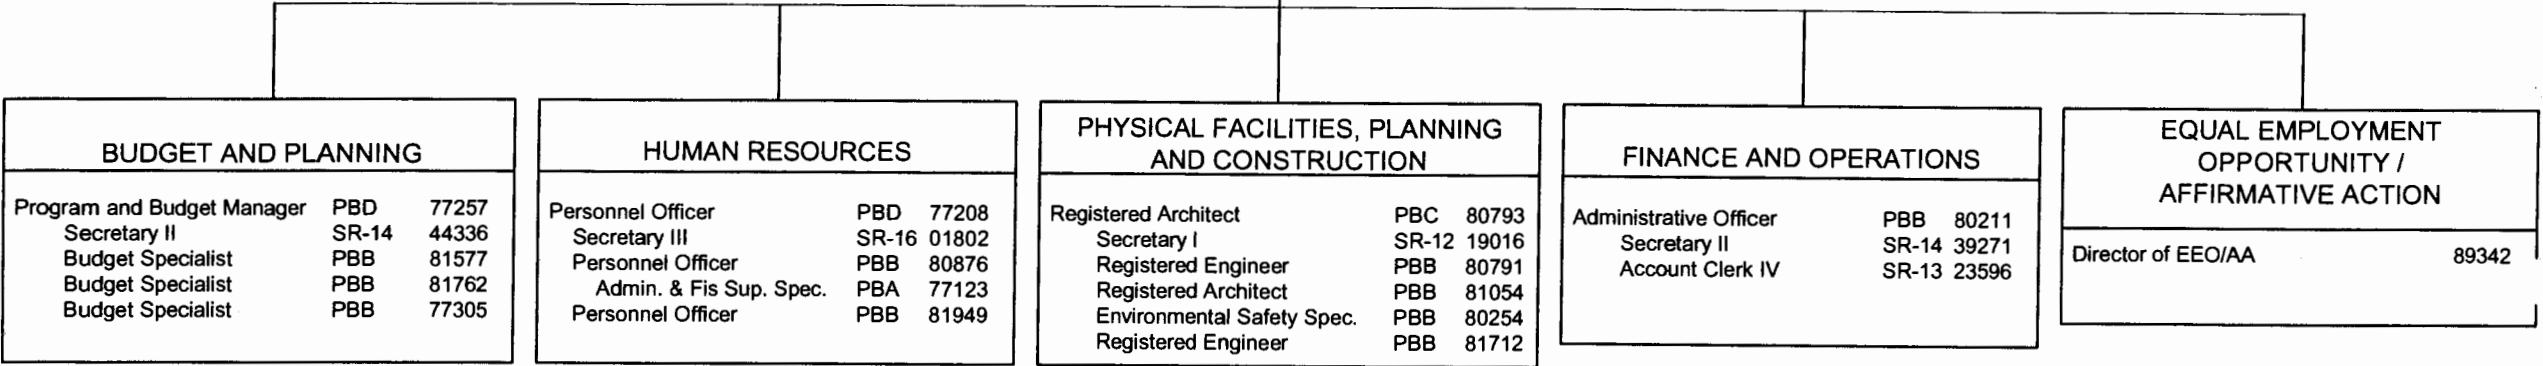 BUDGET AND PLANNING
Program and Budget Manager PBD 77257
Secretary II SR-14 44336
Budget Specialist PBB 81577
Budget Specialist PBB 81762
Budget Specialist PBB 77305
HUMAN RESOURCES
Personnel Officer PBD 77208
Secretary III SR-16 01802
Personnel Officer PBB 80876
Admin. & Fis Sup. Spec. PBA 77123
Personnel Officer PBB 81949
PHYSICAL FACILITIES, PLANNING
AND CONSTRUCTION
Registered Architect PBC 80793
Secretary I SR-12 19016
Registered Engineer PBB 80791
Registered Architect PBB 81054
Environmental Safety Spec. PBB 80254
Registered Engineer PBB 81712
FINANCE AND OPERATIONS
Administrative Officer PBB 80211
Secretary II SR-14 39271
Account Clerk IV SR-13 23596
EQUAL EMPLOYMENT
OPPORTUNITY /
AFFIRMATIVE ACTION
Director of EEO/AA 89342